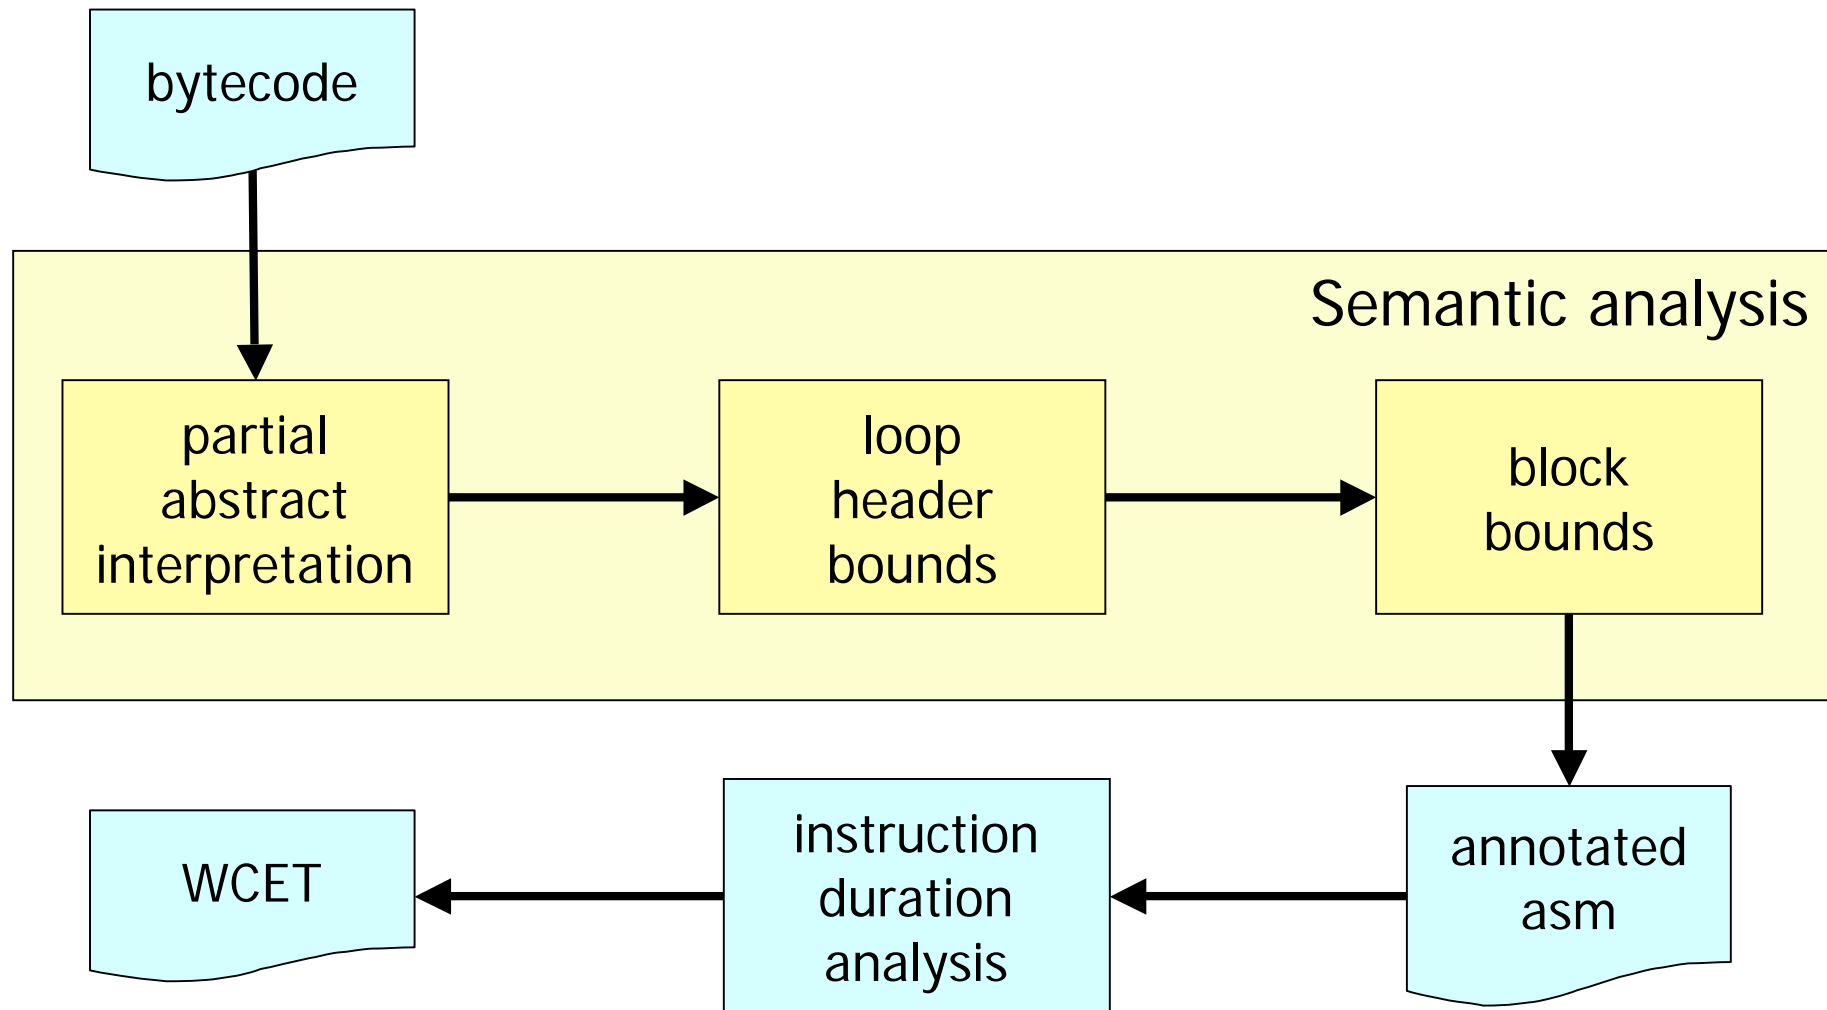 bytecode
Semantic analysis
partial
abstract
interpretation
loop
header
bounds
block
bounds
WCET
instruction
duration
analysis
annotated
asm